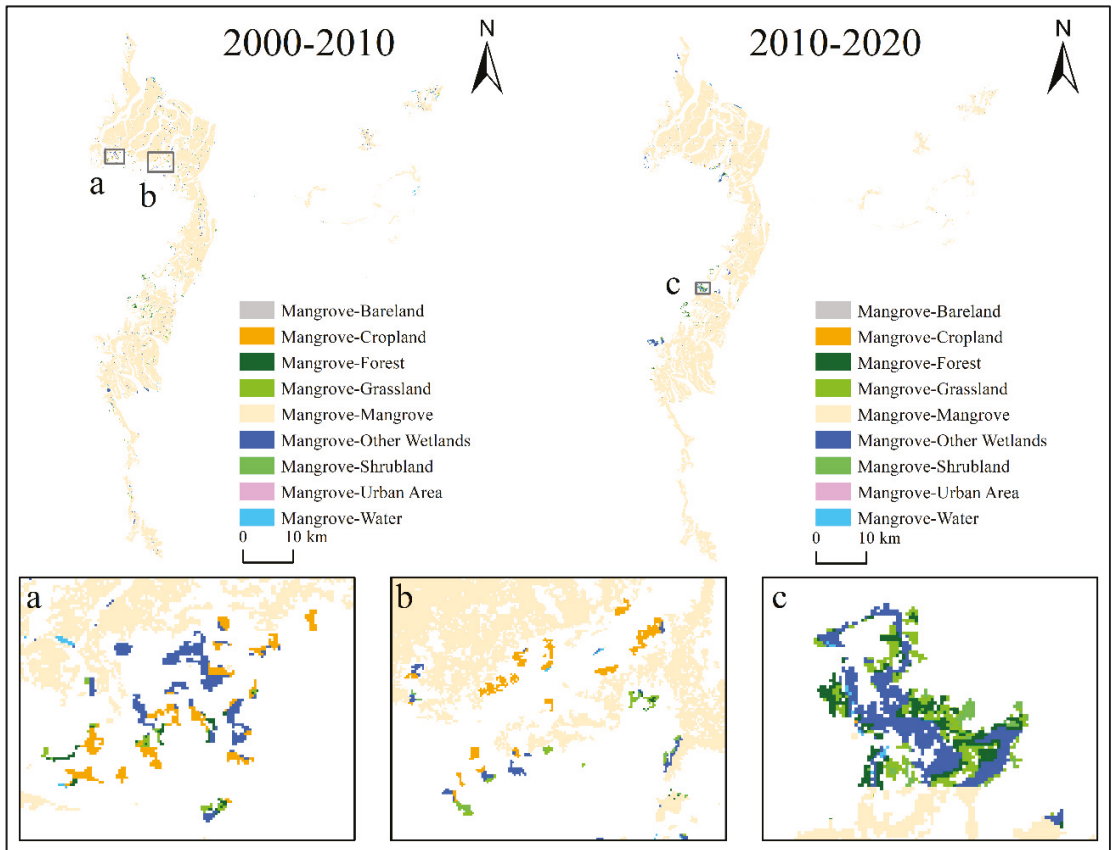 2000-2010
N
2010-2020
N
a
b
c
Mangrove-Bareland
Mangrove-Cropland
Mangrove-Forest
Mangrove-Grassland
Mangrove-Mangrove
Mangrove-Other Wetlands
Mangrove-Shrubland
Mangrove-Urban Area
Mangrove-Water
0 10 km
Mangrove-Bareland
Mangrove-Cropland
Mangrove-Forest
Mangrove-Grassland
Mangrove-Mangrove
Mangrove-Other Wetlands
Mangrove-Shrubland
Mangrove-Urban Area
Mangrove-Water
0 10 km
a
b
c